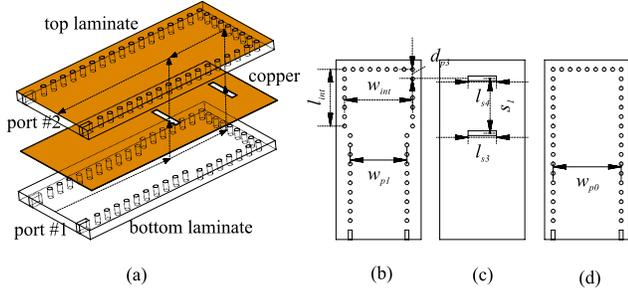 top laminate
copper
port #2
port #1
bottom laminate
d_p3
l_int
w_int
w_p1
l_s4
s_1
l_s3
w_p0
(a)
(b)
(c)
(d)